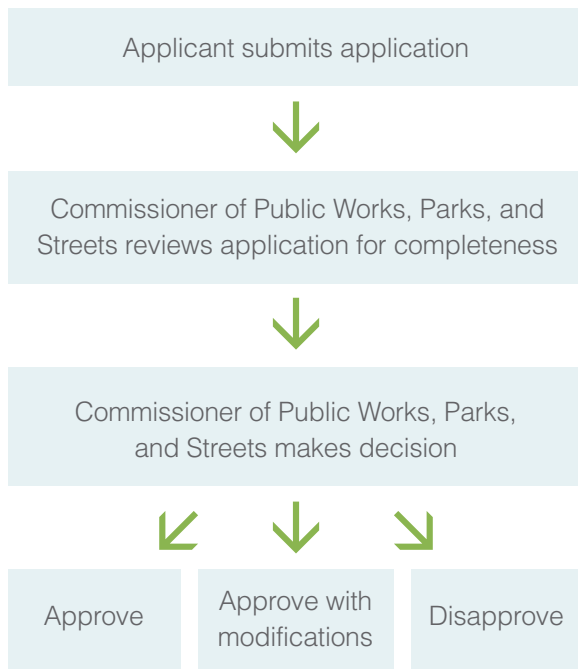 Applicant submits application
Commissioner of Public Works, Parks, and
Streets reviews application for completeness
Commissioner of Public Works, Parks,
and Streets makes decision
Approve
Approve with
modifications
Disapprove